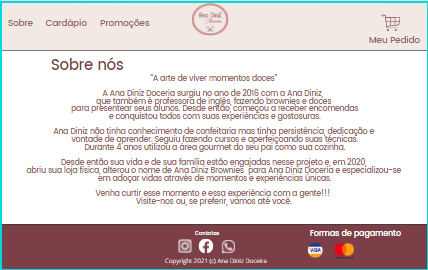 Sobre Cardápio Promoções
Ana Diniz
Meu Pedido
Sobre nós
"A arte de viver momentos doces"
A Ana Diniz Doceria surgiu no ano de 2016 com a Ana Diniz,
que também é professora de inglês, fazendo brownies e doces
para presentear seus alunos. Desde então, começou a receber encomendas
e conquistou todos com suas experiências e gostosuras.
Ana Diniz não tinha conhecimento de confeitaria mas tinha persistência, dedicação e
vontade de aprender. Seguiu fazendo cursos e aperfeiçoando suas técnicas.
Durante 4 anos utilizou a área gourmet do seu pai como sua cozinha.
Desde então sua vida e de sua família estão engajadas nesse projeto e, em 2020,
abriu sua loja física, alterou o nome de Ana Diniz Brownies para Ana Diniz Doceria e especializou-se
em adoçar vidas através de momentos e experiências únicas.
Venha curtir esse momento e essa experiência com a gente!!!
Visite-nos ou, se preferir, vamos até você.
Contatos
Formas de pagamento
VISA
Copyright 2021 (c) Ana Diniz Doceira